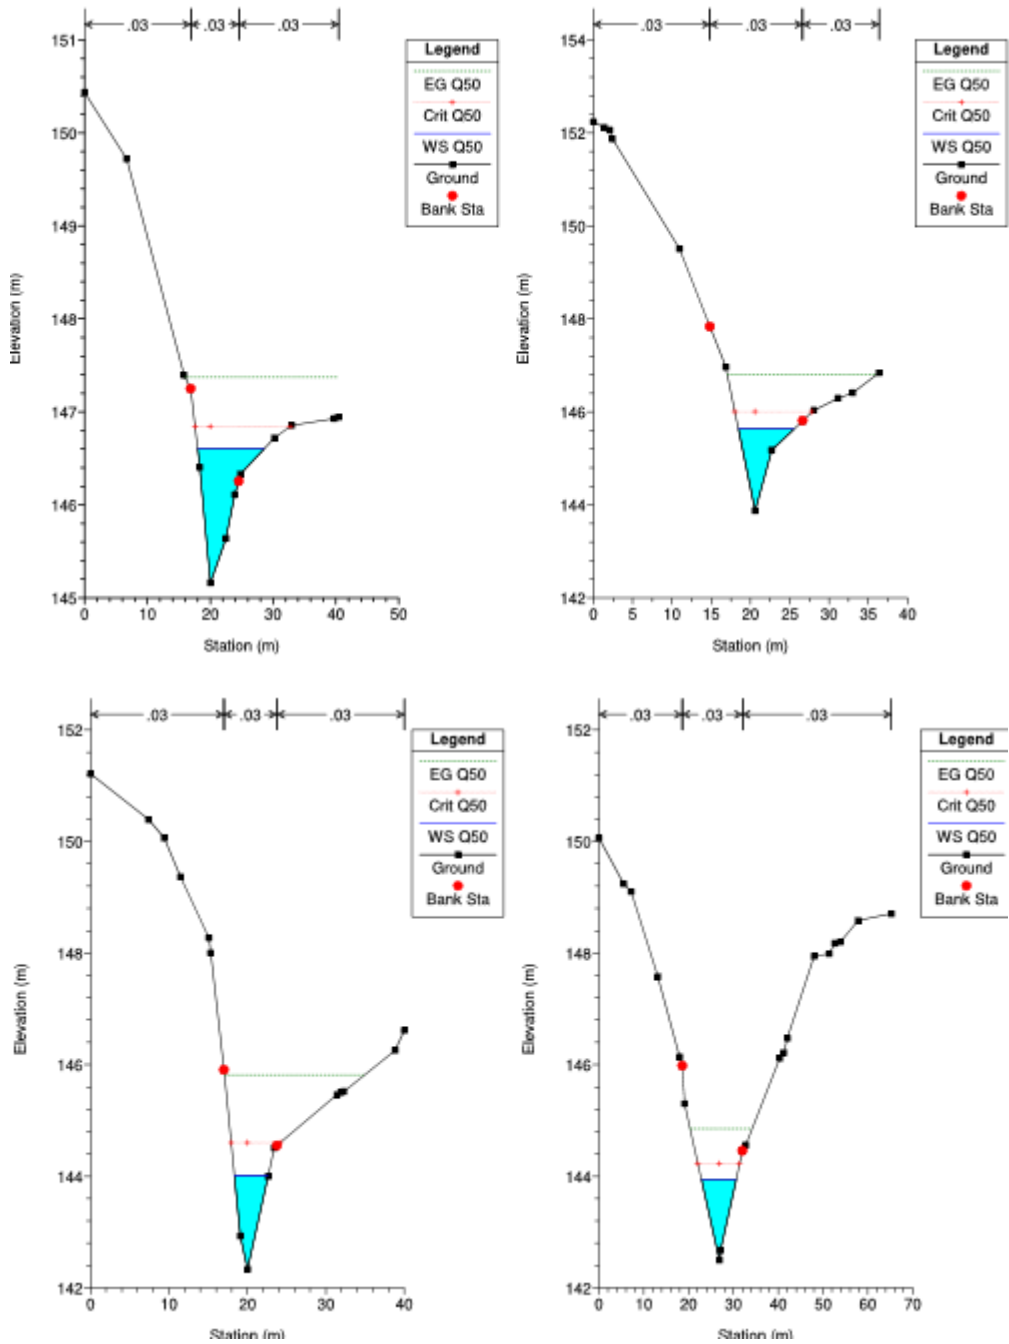 .03 .03 .03
151
150
149
148
147
146
145
Elevation (m)
0 10 20 30 40 50
Station (m)
Legend
EG Q50
Crit Q50
WS Q50
Ground
Bank Sta
.03 .03 .03
154
152
150
148
146
144
142
Elevation (m)
0 5 10 15 20 25 30 35 40
Station (m)
Legend
EG Q50
Crit Q50
WS Q50
Ground
Bank Sta
.03 .03 .03
152
150
148
146
144
142
Elevation (m)
0 10 20 30 40
Station (m)
Legend
EG Q50
Crit Q50
WS Q50
Ground
Bank Sta
.03 .03 .03
152
150
148
146
144
142
Elevation (m)
0 10 20 30 40 50 60 70
Station (m)
Legend
EG Q50
Crit Q50
WS Q50
Ground
Bank Sta